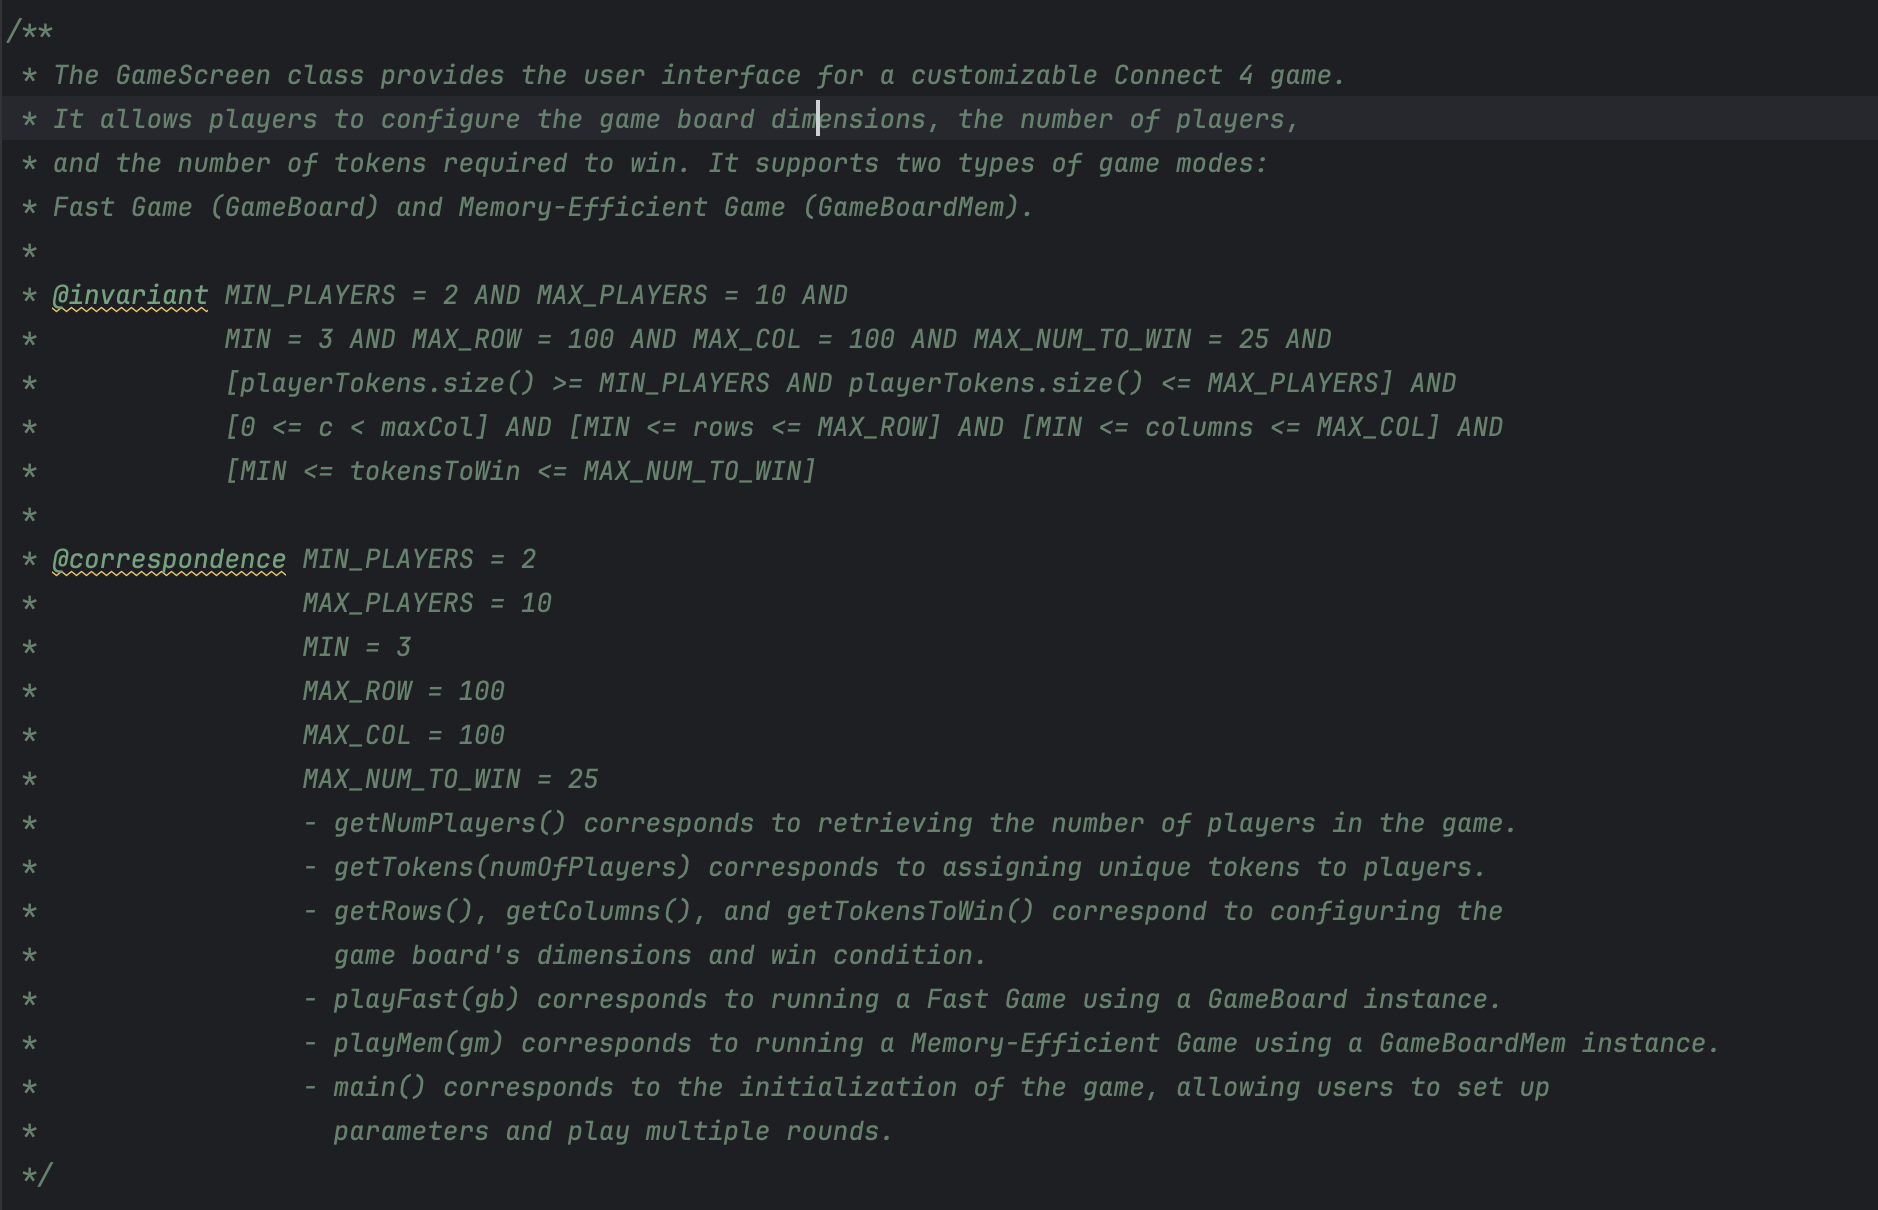 /**
 * The GameScreen class provides the user interface for a customizable Connect 4 game.
 * It allows players to configure the game board dimensions, the number of players,
 * and the number of tokens required to win. It supports two types of game modes:
 * Fast Game (GameBoard) and Memory-Efficient Game (GameBoardMem).
 *
 * @invariant MIN_PLAYERS = 2 AND MAX_PLAYERS = 10 AND
 *            MIN = 3 AND MAX_ROW = 100 AND MAX_COL = 100 AND MAX_NUM_TO_WIN = 25 AND
 *            [playerTokens.size() >= MIN_PLAYERS AND playerTokens.size() <= MAX_PLAYERS] AND
 *            [0 <= c < maxCol] AND [MIN <= rows <= MAX_ROW] AND [MIN <= columns <= MAX_COL] AND
 *            [MIN <= tokensToWin <= MAX_NUM_TO_WIN]
 *
 * @correspondence MIN_PLAYERS = 2
 *                 MAX_PLAYERS = 10
 *                 MIN = 3
 *                 MAX_ROW = 100
 *                 MAX_COL = 100
 *                 MAX_NUM_TO_WIN = 25
 *                 - getNumPlayers() corresponds to retrieving the number of players in the game.
 *                 - getTokens(numOfPlayers) corresponds to assigning unique tokens to players.
 *                 - getRows(), getColumns(), and getTokensToWin() correspond to configuring the
 *                   game board's dimensions and win condition.
 *                 - playFast(gb) corresponds to running a Fast Game using a GameBoard instance.
 *                 - playMem(gm) corresponds to running a Memory-Efficient Game using a GameBoardMem instance.
 *                 - main() corresponds to the initialization of the game, allowing users to set up
 *                   parameters and play multiple rounds.
 */